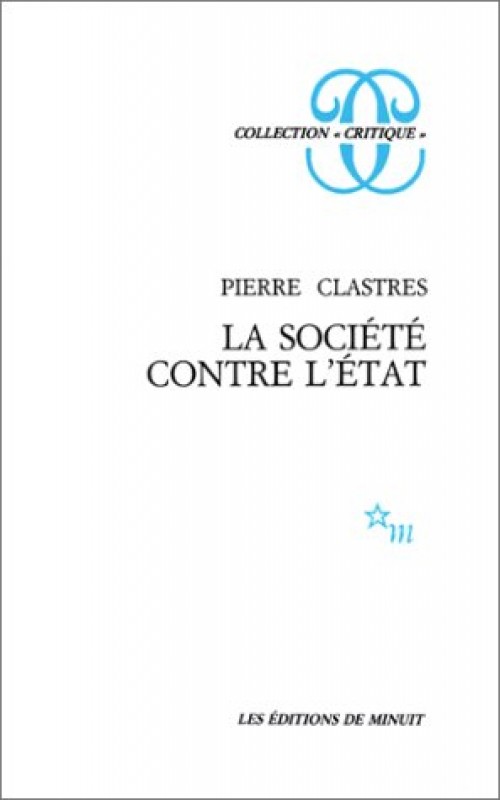 COLLECTION « CRITIQUE »
PIERRE CLASTRES
LA SOCIÉTÉ
CONTRE L'ÉTAT
m
LES ÉDITIONS DE MINUIT